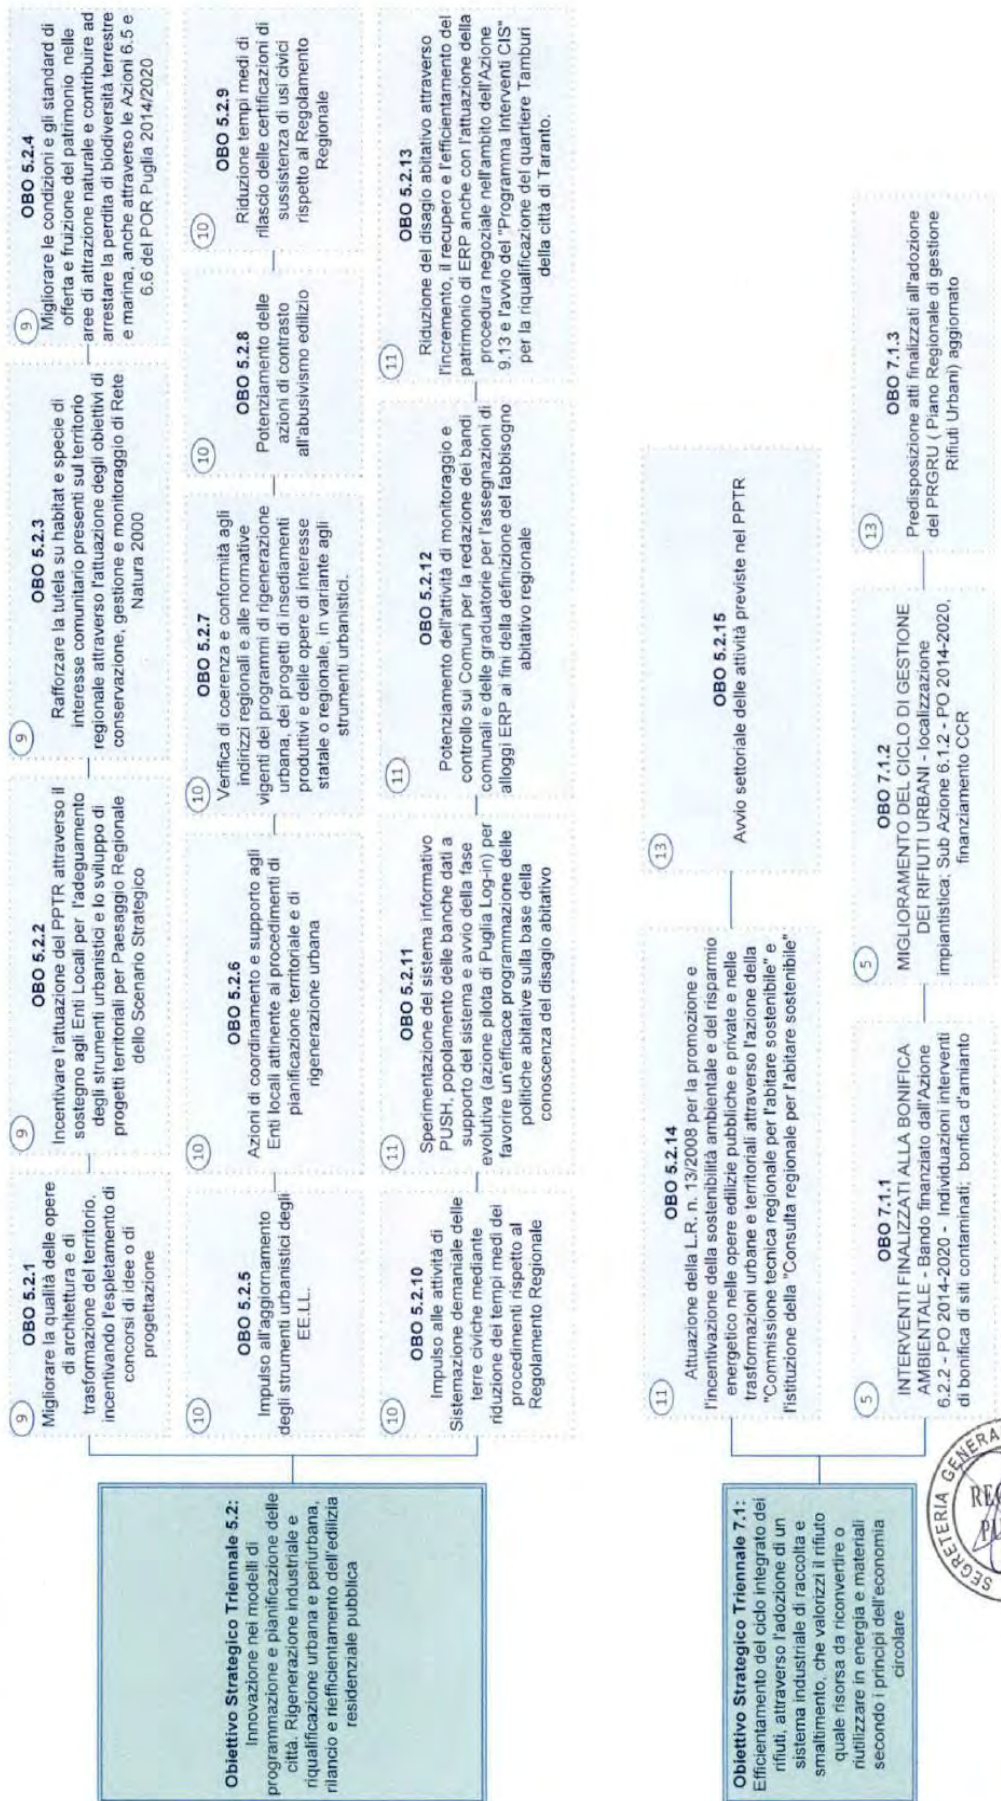 Obiettivo Strategico Triennale 5.2:
Innovazione nei modelli di
programmazione e pianificazione delle
città. Rigenerazione industriale e
riqualificazione urbana e periurbana,
rilancio e riefficientamento dell'edilizia
residenziale pubblica
9
OBO 5.2.1
Migliorare la qualità delle opere
di architettura e di
trasformazione del territorio,
incentivando l'espletamento di
concorsi di idee o di
progettazione
9
OBO 5.2.2
Incentivare l'attuazione del PPTR attraverso il
sostegno agli Enti Locali per l'adeguamento
degli strumenti urbanistici e lo sviluppo di
progetti territoriali per Paesaggio Regionale
dello Scenario Strategico
9
OBO 5.2.3
Rafforzare la tutela su habitat e specie di
interesse comunitario presenti sul territorio
regionale attraverso l'attuazione degli obiettivi di
conservazione, gestione e monitoraggio di Rete
Natura 2000
9
OBO 5.2.4
Migliorare le condizioni e gli standard di
offerta e fruizione del patrimonio nelle
aree di attrazione naturale e contribuire ad
arrestare la perdita di biodiversità terrestre
e marina, anche attraverso le Azioni 6.5 e
6.6 del POR Puglia 2014/2020
10
OBO 5.2.5
Impulso all'aggiornamento
degli strumenti urbanistici degli
EE.LL.
10
OBO 5.2.6
Azioni di coordinamento e supporto agli
Enti locali attinente ai procedimenti di
pianificazione territoriale e di
rigenerazione urbana
10
OBO 5.2.7
Verifica di coerenza e conformità agli
indirizzi regionali e alle normative
vigenti dei programmi di rigenerazione
urbana, dei progetti di insediamenti
produttivi e delle opere di interesse
statale o regionale, in variante agli
strumenti urbanistici.
10
OBO 5.2.8
Potenziamento delle
azioni di contrasto
all'abusivismo edilizio
10
OBO 5.2.9
Riduzione tempi medi di
rilascio delle certificazioni di
sussistenza di usi civici
rispetto al Regolamento
Regionale
10
OBO 5.2.10
Impulso alle attività di
Sistemazione demaniale delle
terre civiche mediante
riduzione dei tempi medi dei
procedimenti rispetto al
Regolamento Regionale
11
OBO 5.2.11
Sperimentazione del sistema informativo
PUSH, popolamento delle banche dati a
supporto del sistema e avvio della fase
evolutiva (azione pilota di Puglia Log-in) per
favorire un'efficace programmazione delle
politiche abitative sulla base della
conoscenza del disagio abitativo
11
OBO 5.2.12
Potenziamento dell'attività di monitoraggio e
controllo sui Comuni per la redazione dei bandi
comunali e delle graduatorie per l'assegnazioni di
alloggi ERP ai fini della definizione del fabbisogno
abitativo regionale
11
OBO 5.2.13
Riduzione del disagio abitativo attraverso
l'incremento, il recupero e l'efficientamento del
patrimonio di ERP anche con l'attuazione della
procedura negoziale nell'ambito dell'Azione
9.13 e l'avvio del "Programma Interventi CIS"
per la riqualificazione del quartiere Tamburi
della città di Taranto.
11
OBO 5.2.14
Attuazione della L.R. n. 13/2008 per la promozione e
l'incentivazione della sostenibilità ambientale e del risparmio
energetico nelle opere edilizie pubbliche e private e nelle
trasformazioni urbane e territoriali attraverso l'azione della
"Commissione tecnica regionale per l'abitare sostenibile" e
l'istituzione della "Consulta regionale per l'abitare sostenibile"
13
OBO 5.2.15
Avvio settoriale delle attività previste nel PPTR
Obiettivo Strategico Triennale 7.1:
Efficientamento del ciclo integrato dei
rifiuti, attraverso l'adozione di un
sistema industriale di raccolta e
smaltimento, che valorizzi il rifiuto
quale risorsa da riconvertire o
riutilizzare in energia e materiali
secondo i principi dell'economia
circolare
5
OBO 7.1.1
INTERVENTI FINALIZZATI ALLA BONIFICA
AMBIENTALE - Bando finanziato dall'Azione
6.2.2 - PO 2014-2020 - Individuazioni interventi
di bonifica di siti contaminati; bonifica d'amianto
5
OBO 7.1.2
MIGLIORAMENTO DEL CICLO DI GESTIONE
DEI RIFIUTI URBANI - localizzazione
impiantistica; Sub Azione 6.1.2 - PO 2014-2020,
finanziamento CCR
13
OBO 7.1.3
Predisposizione atti finalizzati all'adozione
del PRGRU ( Piano Regionale di gestione
Rifiuti Urbani) aggiornato
SEGRETERIA